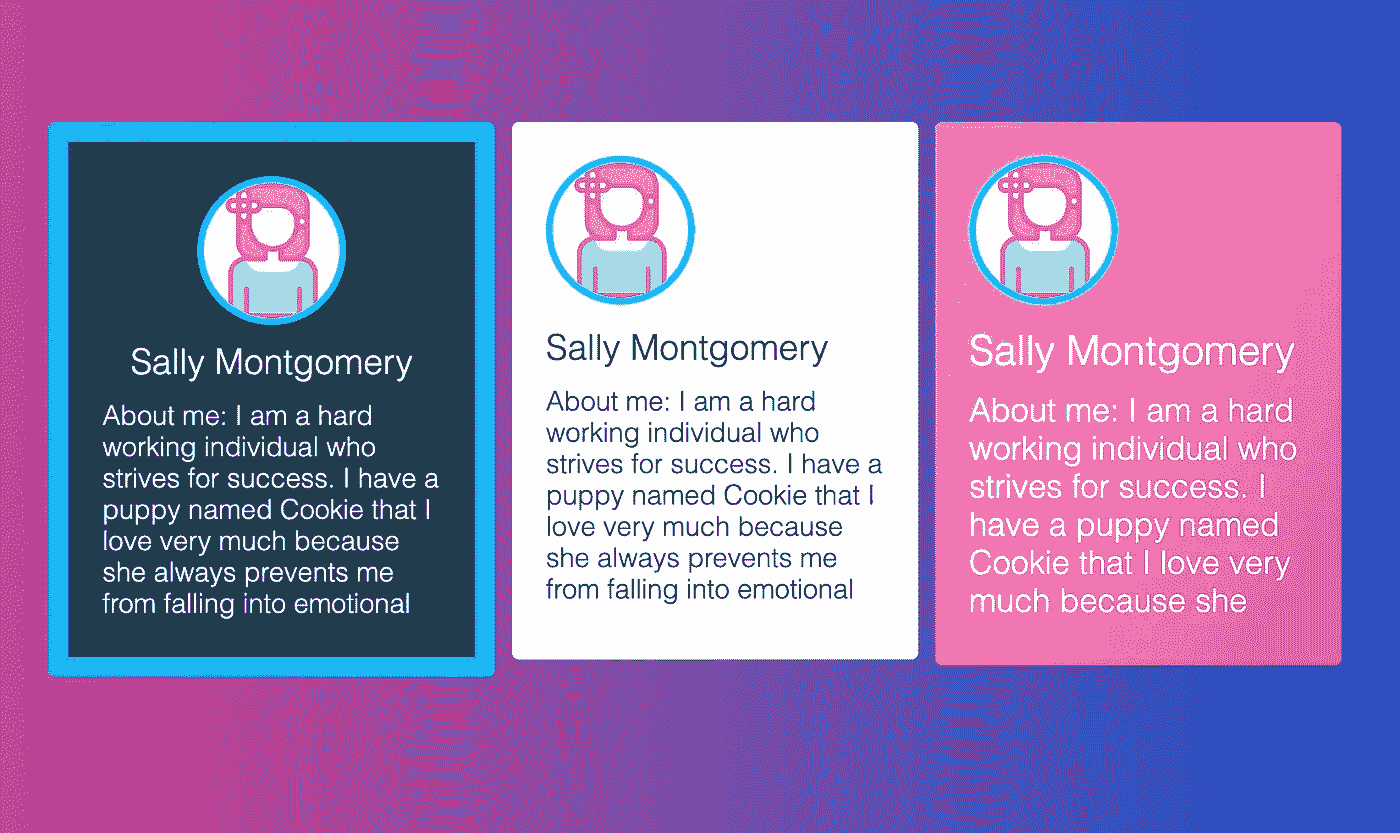 Sally Montgomery
About me: I am a hard
working individual who
strives for success. I have a
puppy named Cookie that I
love very much because
she always prevents me
from falling into emotional
Sally Montgomery
About me: I am a hard
working individual who
strives for success. I have a
puppy named Cookie that I
love very much because
she always prevents me
from falling into emotional
Sally Montgomery
About me: I am a hard
working individual who
strives for success. I
have a puppy named
Cookie that I love very
much because she